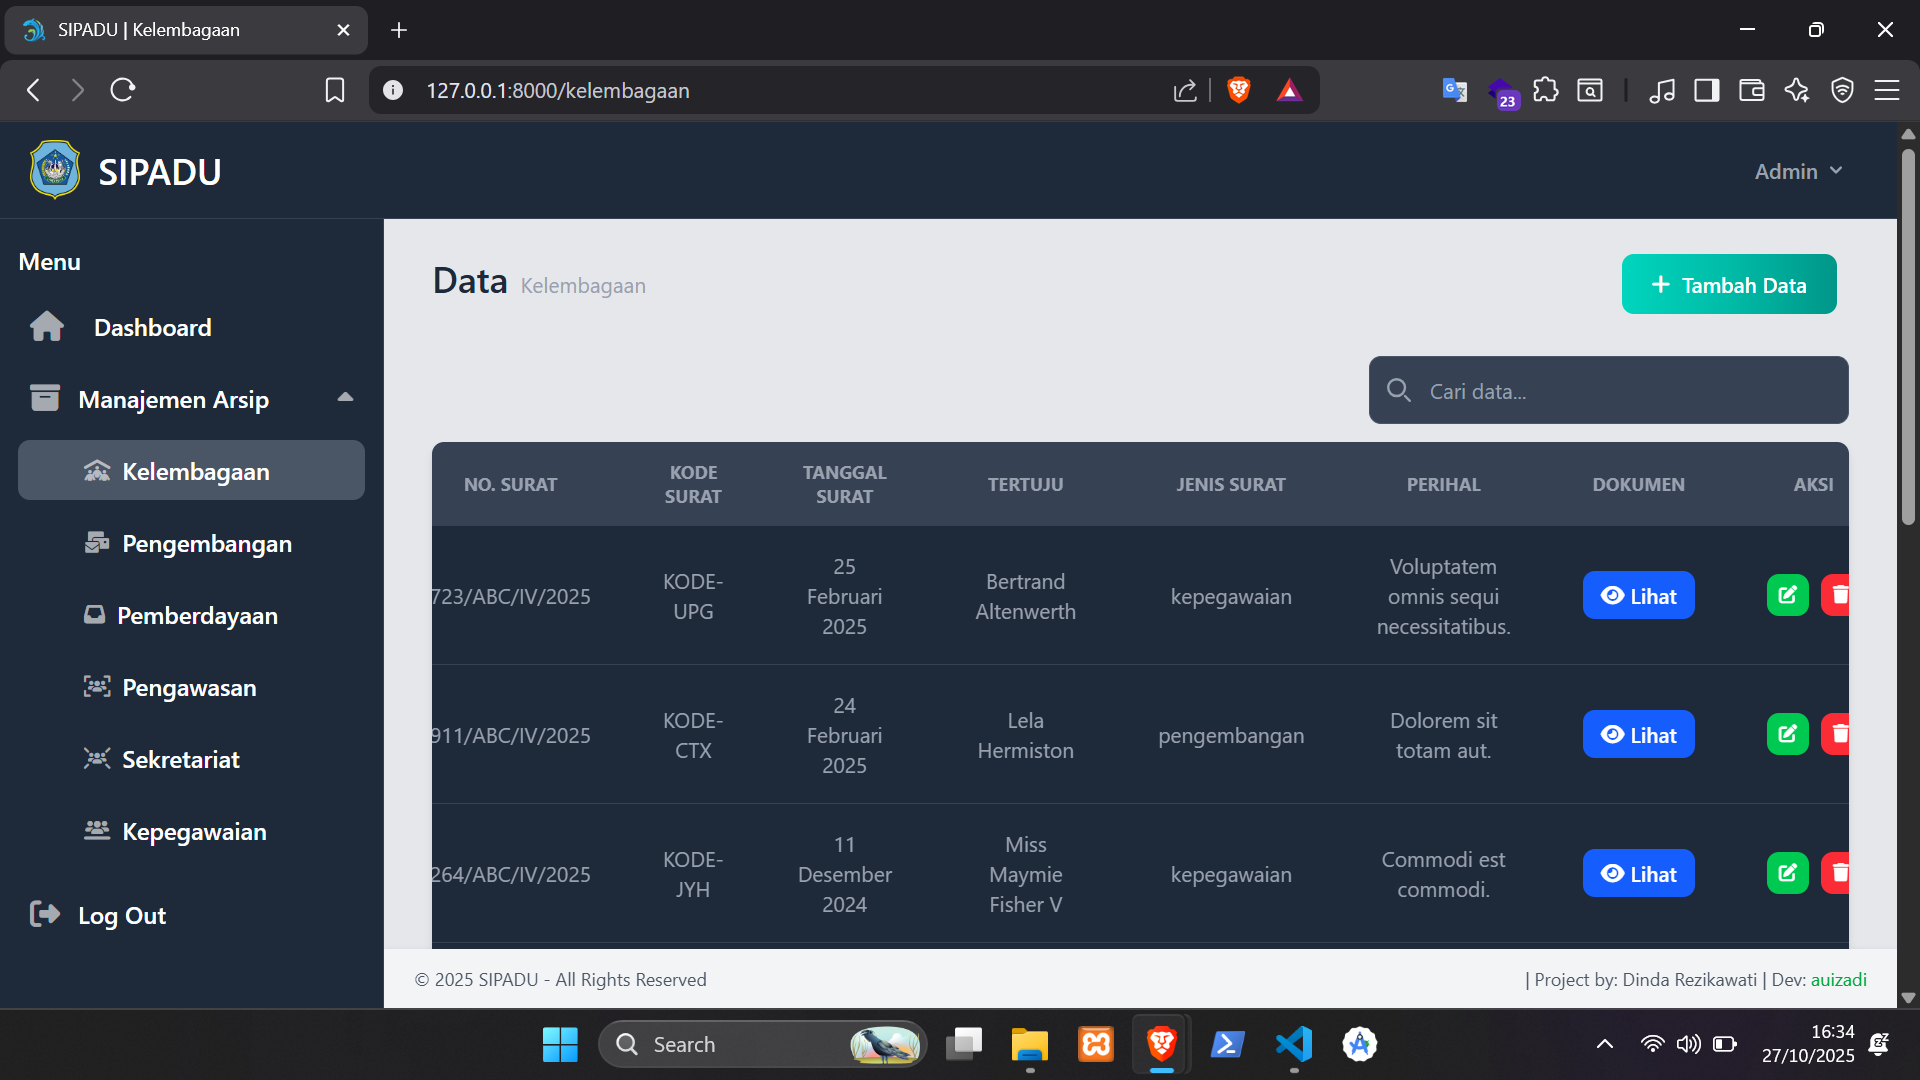 SIPADU | Kelembagaan
127.0.0.1:8000/kelembagaan
23
SIPADU
Admin
Menu
Dashboard
Manajemen Arsip
Kelembagaan
Pengembangan
Pemberdayaan
Pengawasan
Sekretariat
Kepegawaian
Log Out
Data Kelembagaan
+ Tambah Data
Cari data...
NO. SURAT
KODE
SURAT
TANGGAL
SURAT
TERTUJU
JENIS SURAT
PERIHAL
DOKUMEN
AKSI
723/ABC/IV/2025
KODE-
UPG
25
Februari
2025
Bertrand
Altenwerth
kepegawaian
Voluptatem
omnis sequi
necessitatibus.
Lihat
911/ABC/IV/2025
KODE-
CTX
24
Februari
2025
Lela
Hermiston
pengembangan
Dolorem sit
totam aut.
Lihat
264/ABC/IV/2025
KODE-
JYH
11
Desember
2024
Miss
Maymie
Fisher V
kepegawaian
Commodi est
commodi.
Lihat
© 2025 SIPADU - All Rights Reserved
| Project by: Dinda Rezikawati | Dev: auizadi
Search
16:34
27/10/2025